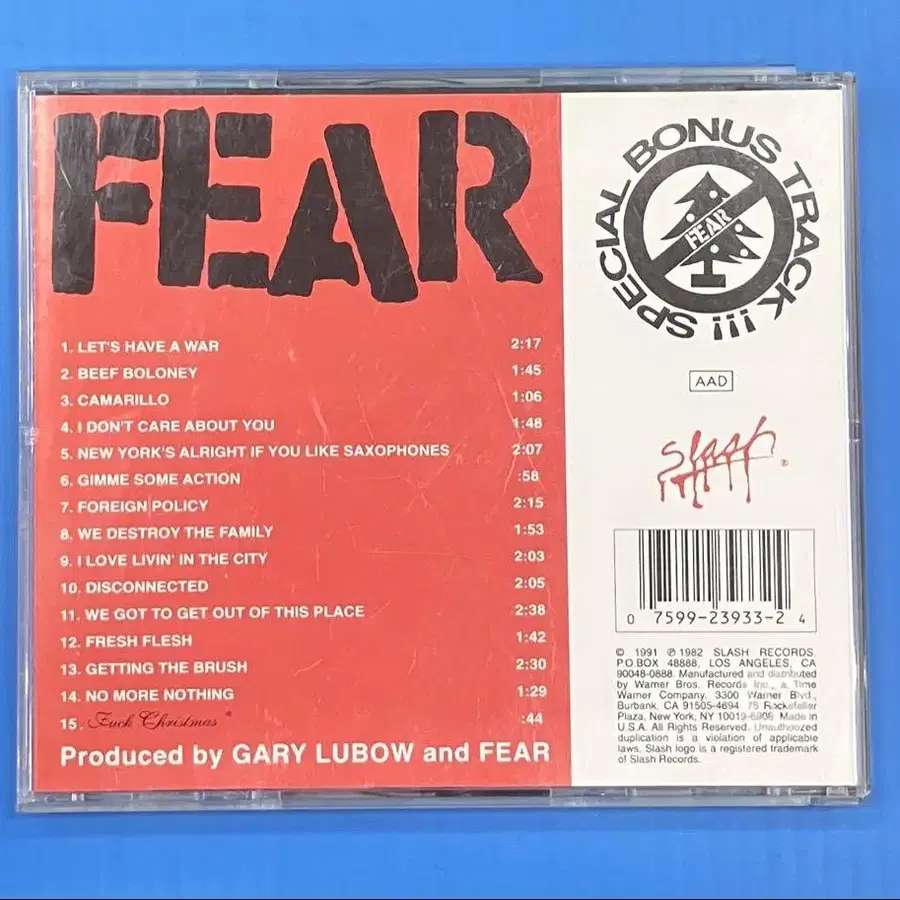 FEAR
1. LET'S HAVE A WAR 2:17
2. BEEF BOLONEY 1:45
3. CAMARILLO 1:06
4. I DON'T CARE ABOUT YOU 1:48
5. NEW YORK'S ALRIGHT IF YOU LIKE SAXOPHONES 2:07
6. GIMME SOME ACTION :58
7. FOREIGN POLICY 2:15
8. WE DESTROY THE FAMILY 1:53
9. I LOVE LIVIN' IN THE CITY 2:03
10. DISCONNECTED 2:05
11. WE GOT TO GET OUT OF THIS PLACE 2:38
12. FRESH FLESH 1:42
13. GETTING THE BRUSH 2:30
14. NO MORE NOTHING 1:29
15. Fuck Christmas * :44
Produced by GARY LUBOW and FEAR
SPECIAL BONUS TRACK !!!
FEAR
AAD
Slash ®
0 7599-23933-2 4
© 1991 ℗ 1982 SLASH RECORDS.
P.O.BOX 48888, LOS ANGELES, CA
90048-0888. Manufactured and distributed
by Warner Bros. Records Inc., a Time
Warner Company. 3300 Warner Blvd.,
Burbank, CA 91505-4694 75 Rockefeller
Plaza, New York, NY 10019-6906 Made in
U.S.A. All Rights Reserved. Unauthorized
duplication is a violation of applicable
laws. Slash logo is a registered trademark
of Slash Records.